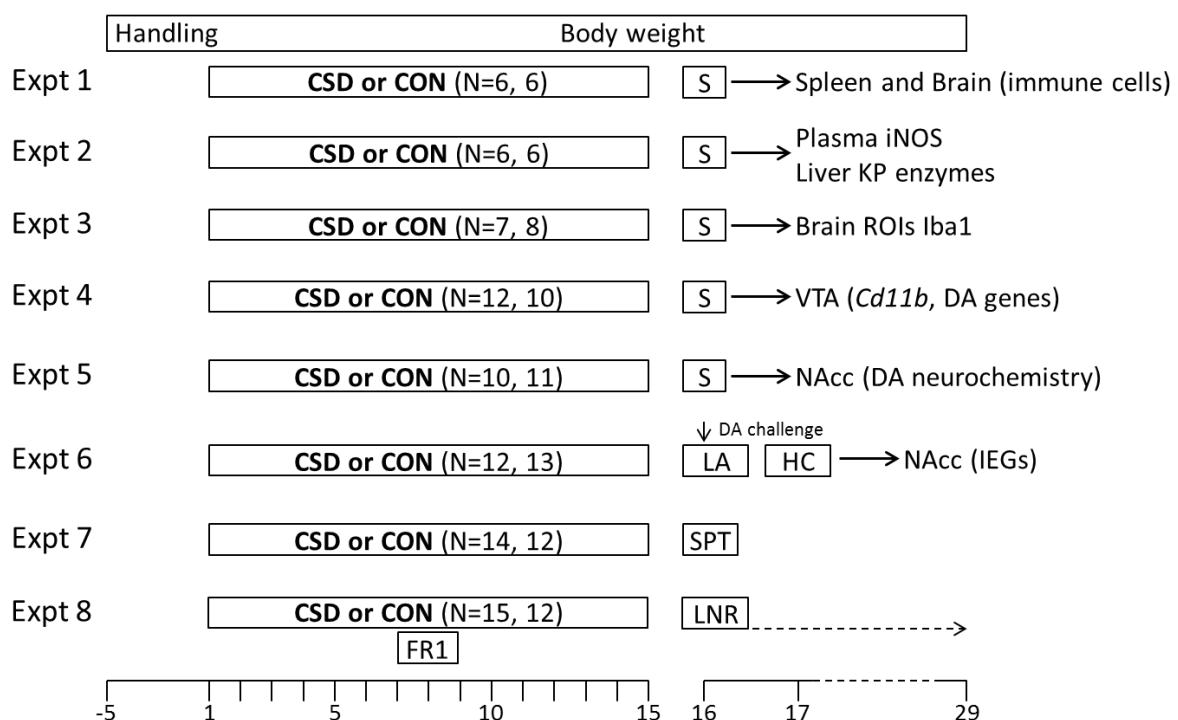 Handling Body weight
Expt 1 CSD or CON (N=6, 6) S Spleen and Brain (immune cells)
Expt 2 CSD or CON (N=6, 6) S Plasma iNOS
Liver KP enzymes
Expt 3 CSD or CON (N=7, 8) S Brain ROIs Iba1
Expt 4 CSD or CON (N=12, 10) S VTA (Cd11b, DA genes)
Expt 5 CSD or CON (N=10, 11) S NAcc (DA neurochemistry)
DA challenge
Expt 6 CSD or CON (N=12, 13) LA HC NAcc (IEGs)
Expt 7 CSD or CON (N=14, 12) SPT
Expt 8 CSD or CON (N=15, 12) LNR
FR1
-5 1 5 10 15 16 17 29